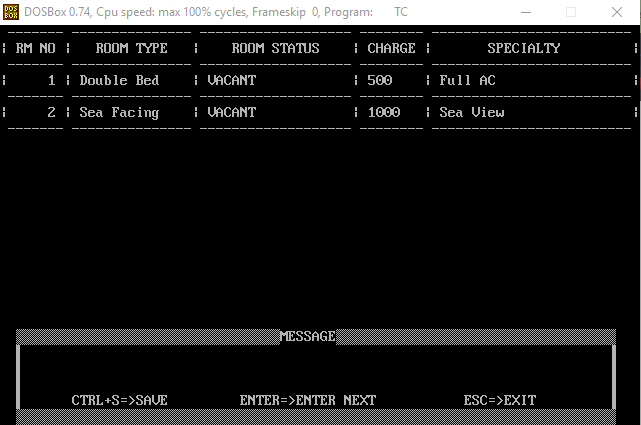 DOS BOX DOSBox 0.74, Cpu speed: max 100% cycles, Frameskip 0, Program: TC
RM NO ROOM TYPE ROOM STATUS CHARGE SPECIALTY
1 Double Bed VACANT 500 Full AC
2 Sea Facing VACANT 1000 Sea View
MESSAGE
CTRL+S=>SAVE ENTER=>ENTER NEXT ESC=>EXIT